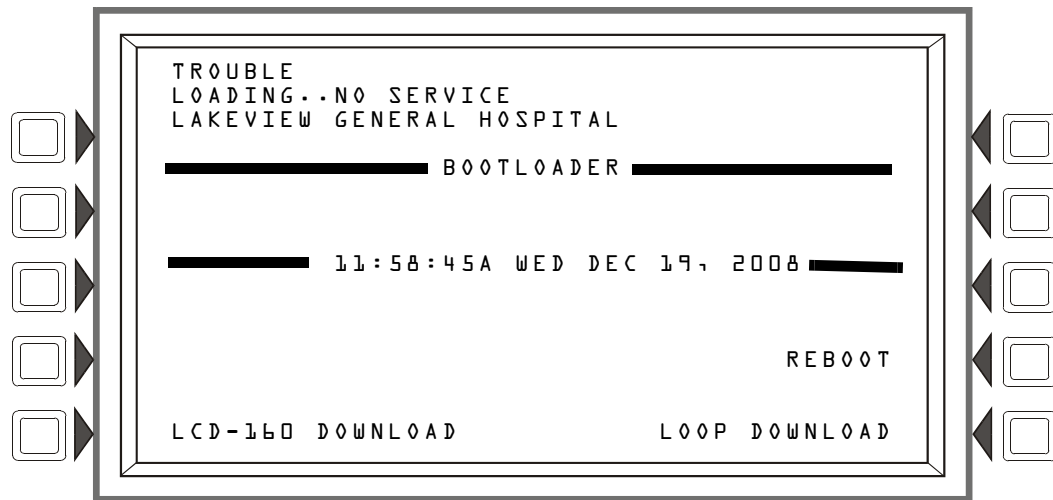 TROUBLE
LOADING..NO SERVICE
LAKEVIEW GENERAL HOSPITAL
BOOTLOADER
11:58:45A WED DEC 19, 2008
REBOOT
LCD-160 DOWNLOAD LOOP DOWNLOAD